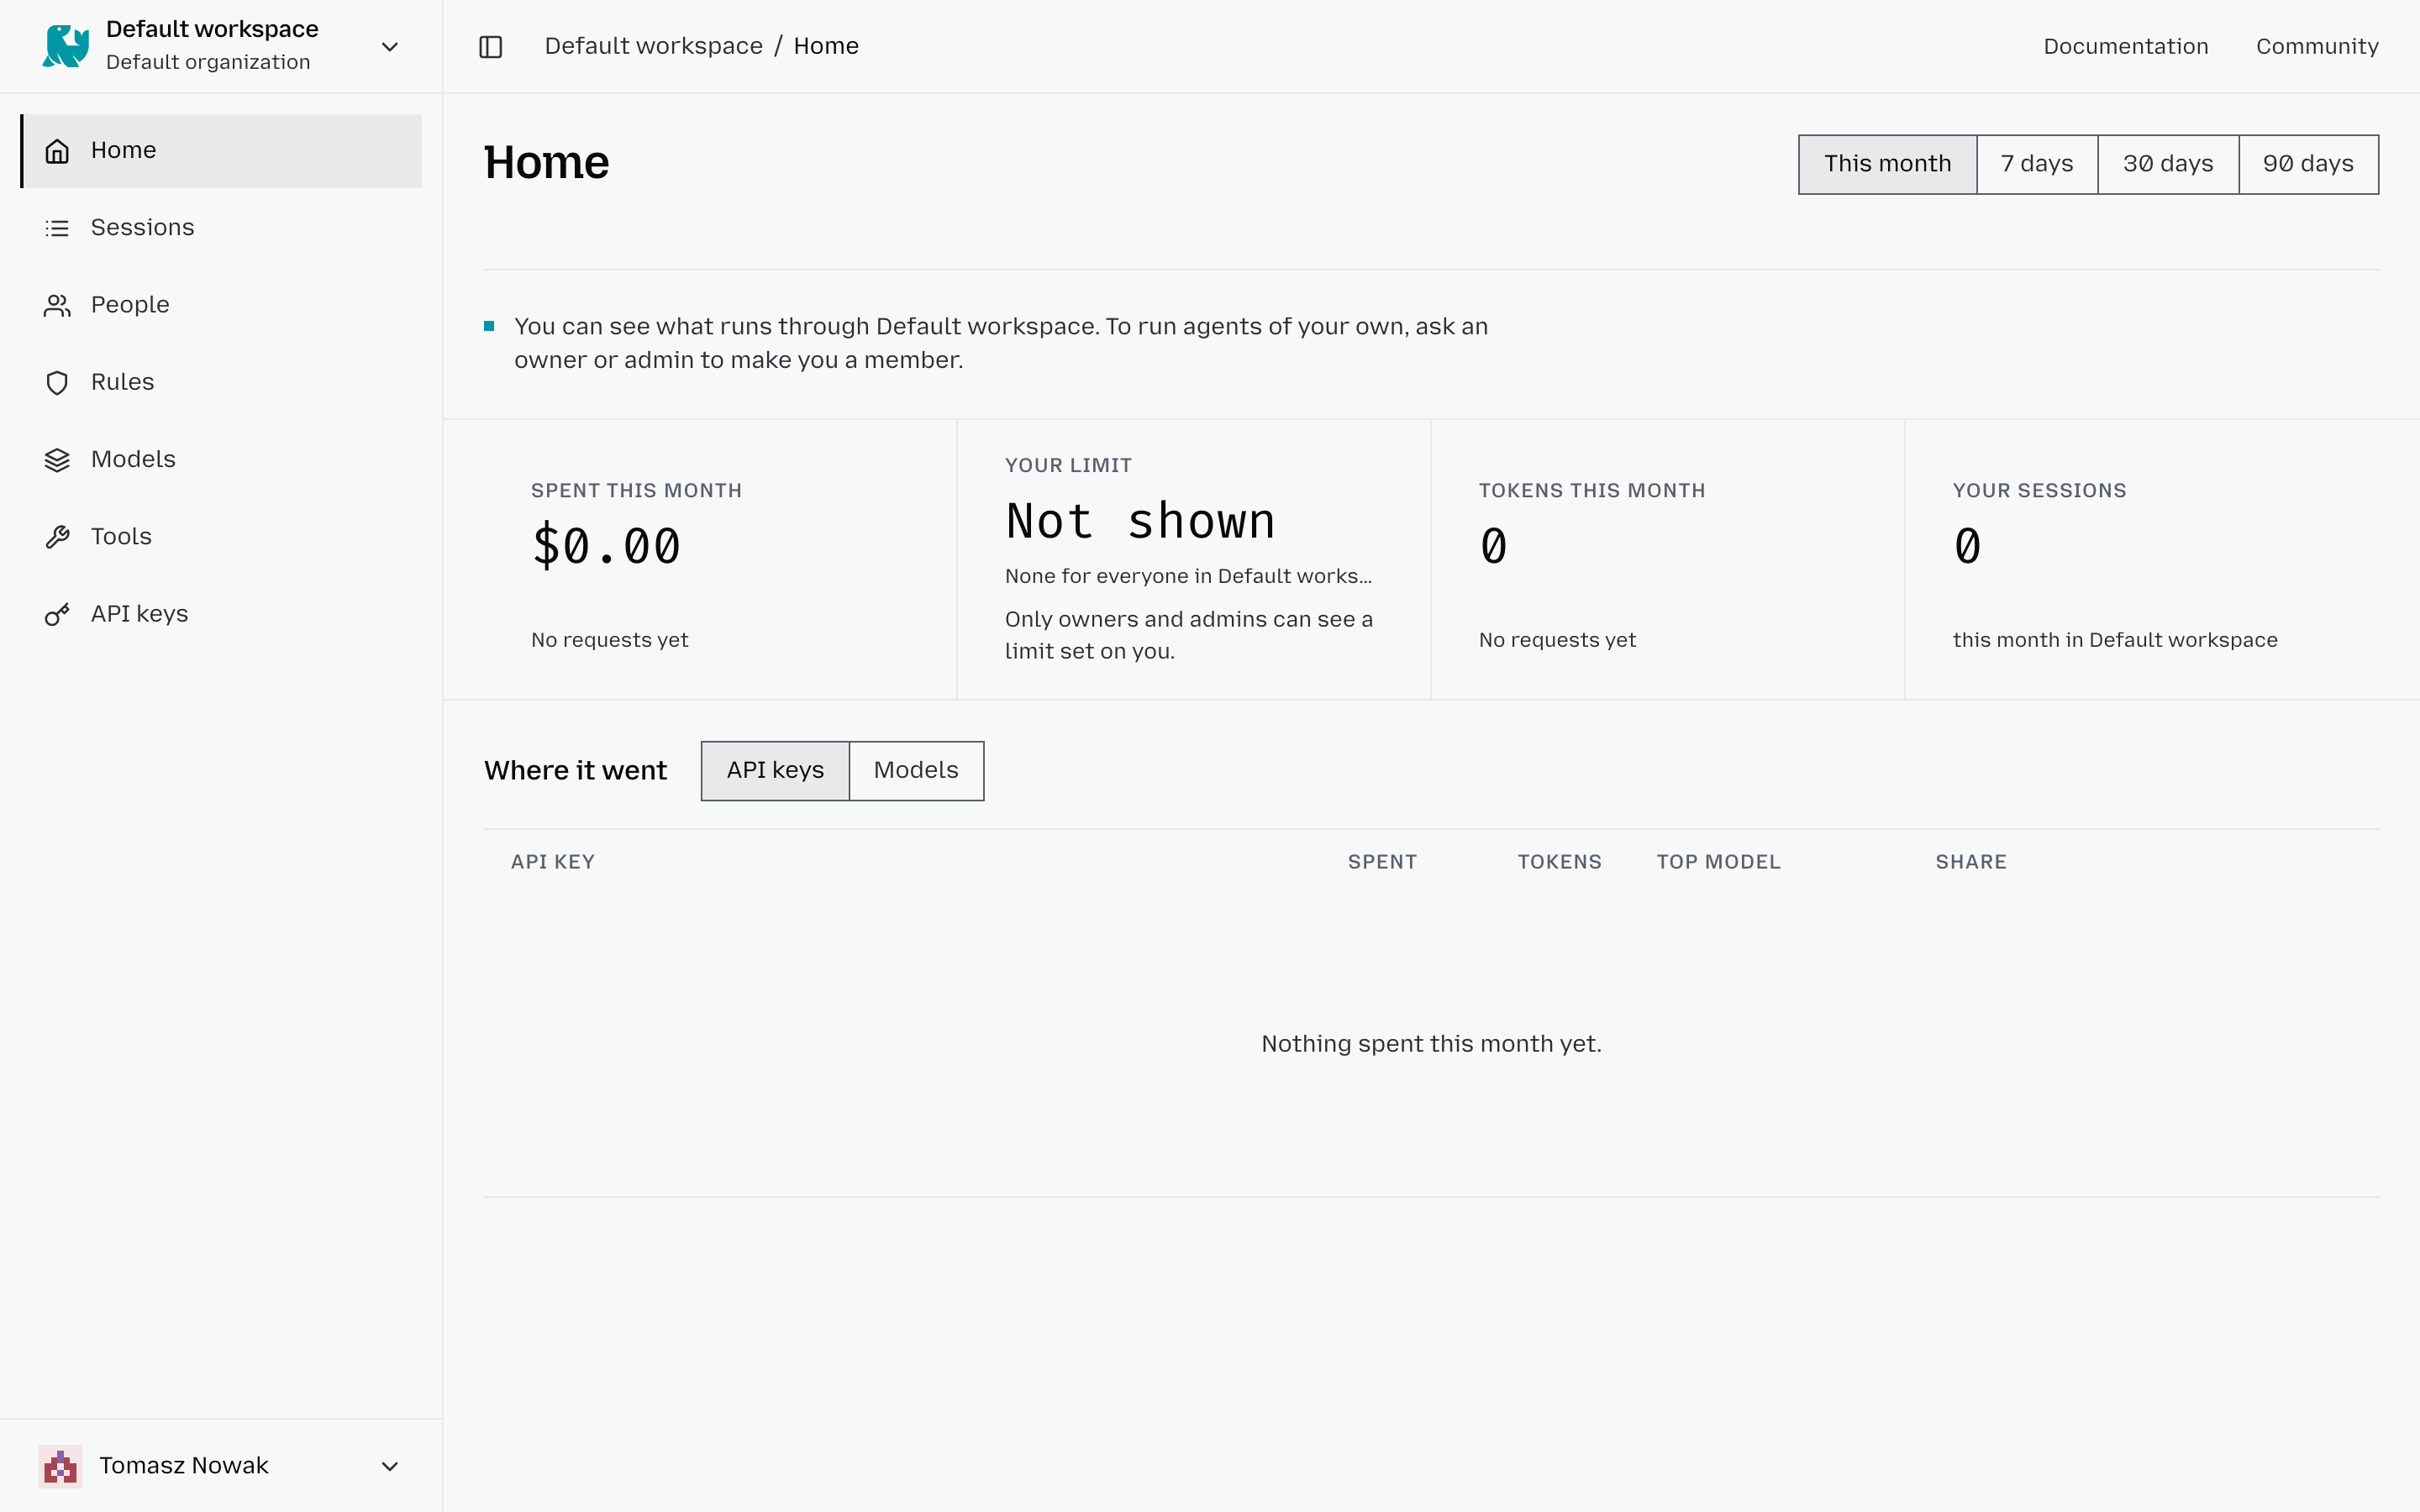 Default workspace
Default organization
Default workspace / Home
Documentation
Community
Home
Sessions
People
Rules
Models
Tools
API keys
Tomasz Nowak
Home
This month
7 days
30 days
90 days
You can see what runs through Default workspace. To run agents of your own, ask an
owner or admin to make you a member.
SPENT THIS MONTH
$0.00
No requests yet
YOUR LIMIT
Not shown
None for everyone in Default works...
Only owners and admins can see a
limit set on you.
TOKENS THIS MONTH
0
No requests yet
YOUR SESSIONS
0
this month in Default workspace
Where it went
API keys
Models
API KEY
SPENT
TOKENS
TOP MODEL
SHARE
Nothing spent this month yet.